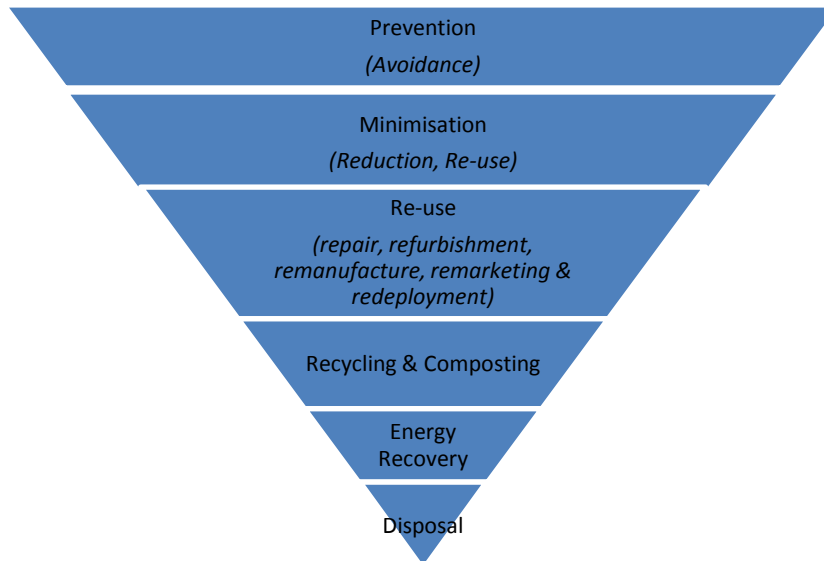 Prevention
(Avoidance)
Minimisation
(Reduction, Re-use)
Re-use
(repair, refurbishment,
remanufacture, remarketing &
redeployment)
Recycling & Composting
Energy
Recovery
Disposal